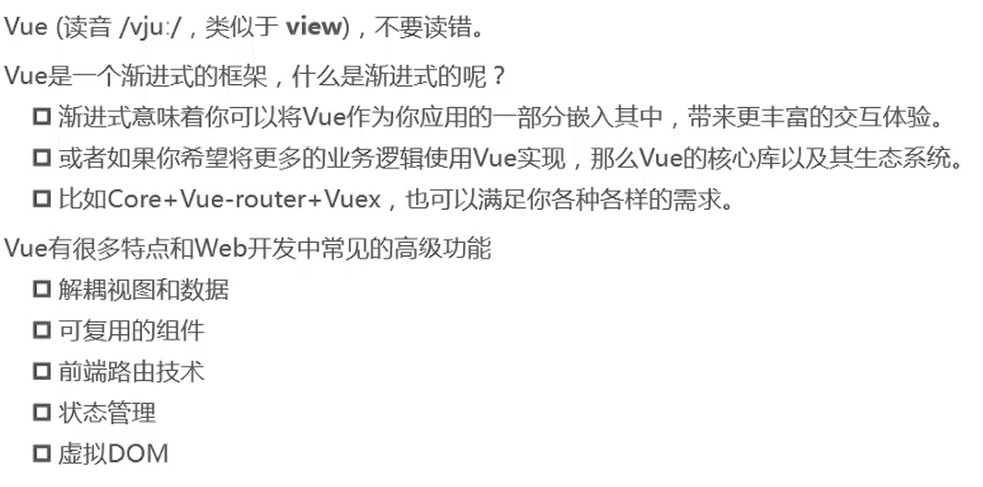 Vue (读音 /vjuː/，类似于 view)，不要读错。
Vue是一个渐进式的框架，什么是渐进式的呢？
渐进式意味着你可以将Vue作为你应用的一部分嵌入其中，带来更丰富的交互体验。
或者如果你希望将更多的业务逻辑使用Vue实现，那么Vue的核心库以及其生态系统。
比如Core+Vue-router+Vuex，也可以满足你各种各样的需求。
Vue有很多特点和Web开发中常见的高级功能
解耦视图和数据
可复用的组件
前端路由技术
状态管理
虚拟DOM